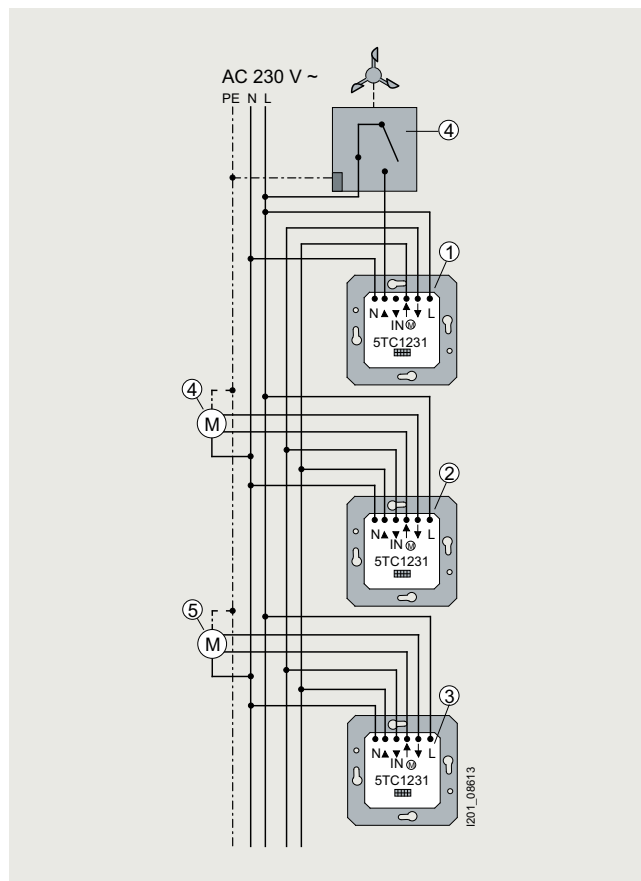 AC 230 V ~
PE N L
④
①
N ▲ ▼ ↑ ↓ L
IN Ⓜ
5TC1231
④
M
②
N ▲ ▼ ↑ ↓ L
IN Ⓜ
5TC1231
⑤
M
③
N ▲ ▼ ↑ ↓ L
IN Ⓜ
5TC1231
I201_08613